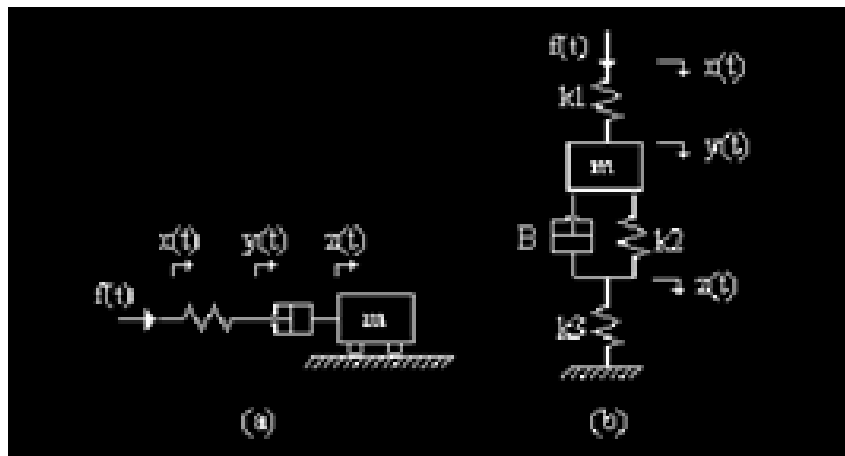 x(t) y(t) z(t)
f(t)
m
(a)
f(t)
x(t)
k1
y(t)
m
B
k2
z(t)
k3
(b)